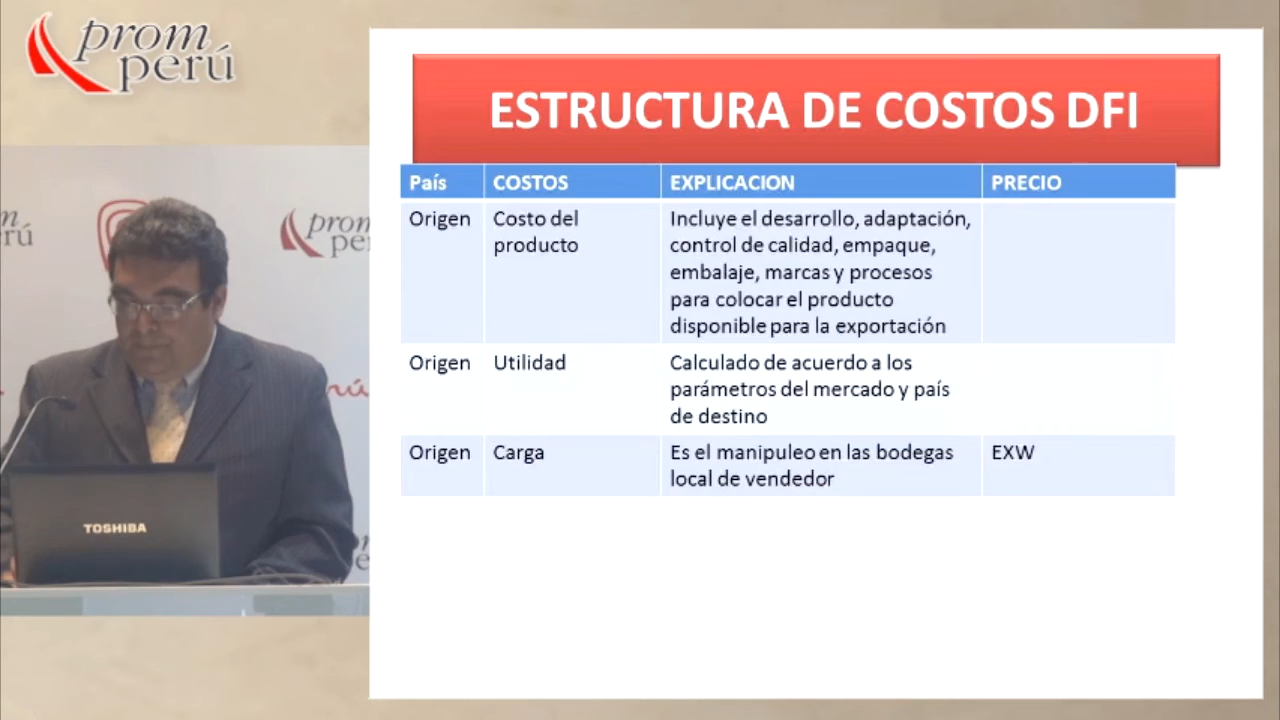 prom
perú
ESTRUCTURA DE COSTOS DFI
País COSTOS EXPLICACION PRECIO
Origen Costo del producto Incluye el desarrollo, adaptación, control de calidad, empaque, embalaje, marcas y procesos para colocar el producto disponible para la exportación
Origen Utilidad Calculado de acuerdo a los parámetros del mercado y país de destino
Origen Carga Es el manipuleo en las bodegas local de vendedor EXW
TOSHIBA